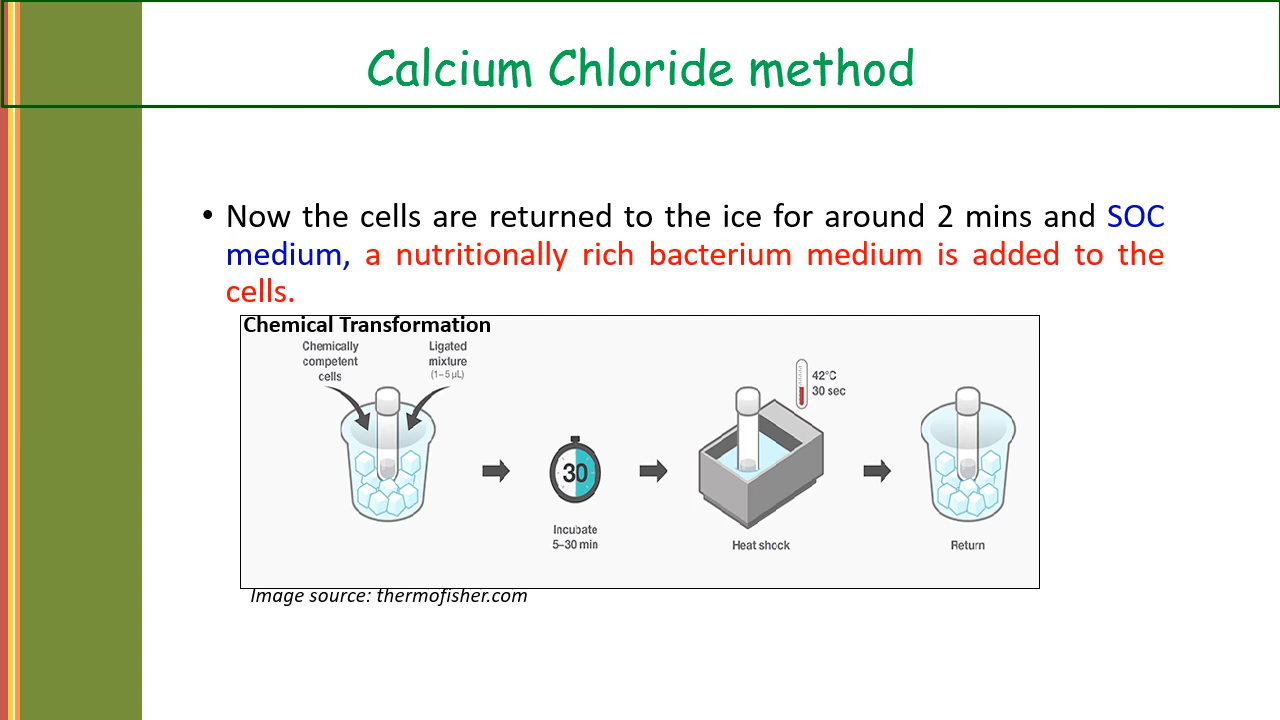 Calcium Chloride method
• Now the cells are returned to the ice for around 2 mins and SOC
medium, a nutritionally rich bacterium medium is added to the
cells.
Chemical Transformation
Chemically
competent
cells
Ligated
mixture
(1–5 µL)
30
Incubate
5–30 min
42°C
30 sec
Heat shock
Return
Image source: thermofisher.com